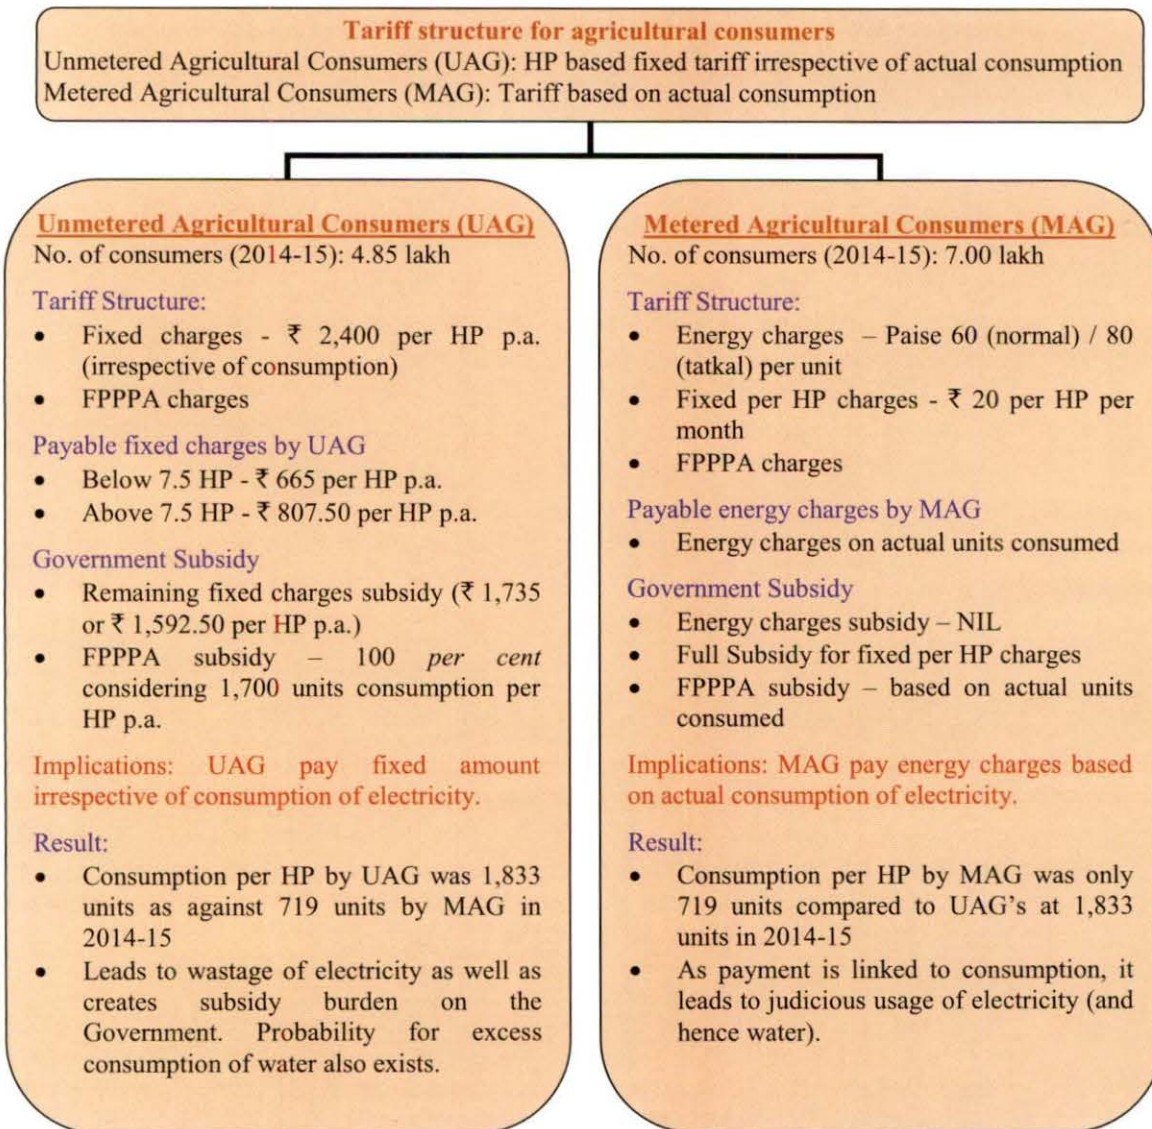 Tariff structure for agricultural consumers
Unmetered Agricultural Consumers (UAG): HP based fixed tariff irrespective of actual consumption
Metered Agricultural Consumers (MAG): Tariff based on actual consumption
Unmetered Agricultural Consumers (UAG)
No. of consumers (2014-15): 4.85 lakh
Tariff Structure:
• Fixed charges - ₹ 2,400 per HP p.a.
(irrespective of consumption)
• FPPPA charges
Payable fixed charges by UAG
• Below 7.5 HP - ₹ 665 per HP p.a.
• Above 7.5 HP - ₹ 807.50 per HP p.a.
Government Subsidy
• Remaining fixed charges subsidy (₹ 1,735
or ₹ 1,592.50 per HP p.a.)
• FPPPA subsidy – 100 per cent
considering 1,700 units consumption per
HP p.a.
Implications: UAG pay fixed amount
irrespective of consumption of electricity.
Result:
• Consumption per HP by UAG was 1,833
units as against 719 units by MAG in
2014-15
• Leads to wastage of electricity as well as
creates subsidy burden on the
Government. Probability for excess
consumption of water also exists.
Metered Agricultural Consumers (MAG)
No. of consumers (2014-15): 7.00 lakh
Tariff Structure:
• Energy charges – Paise 60 (normal) / 80
(tatkal) per unit
• Fixed per HP charges - ₹ 20 per HP per
month
• FPPPA charges
Payable energy charges by MAG
• Energy charges on actual units consumed
Government Subsidy
• Energy charges subsidy – NIL
• Full Subsidy for fixed per HP charges
• FPPPA subsidy – based on actual units
consumed
Implications: MAG pay energy charges based
on actual consumption of electricity.
Result:
• Consumption per HP by MAG was only
719 units compared to UAG's at 1,833
units in 2014-15
• As payment is linked to consumption, it
leads to judicious usage of electricity (and
hence water).